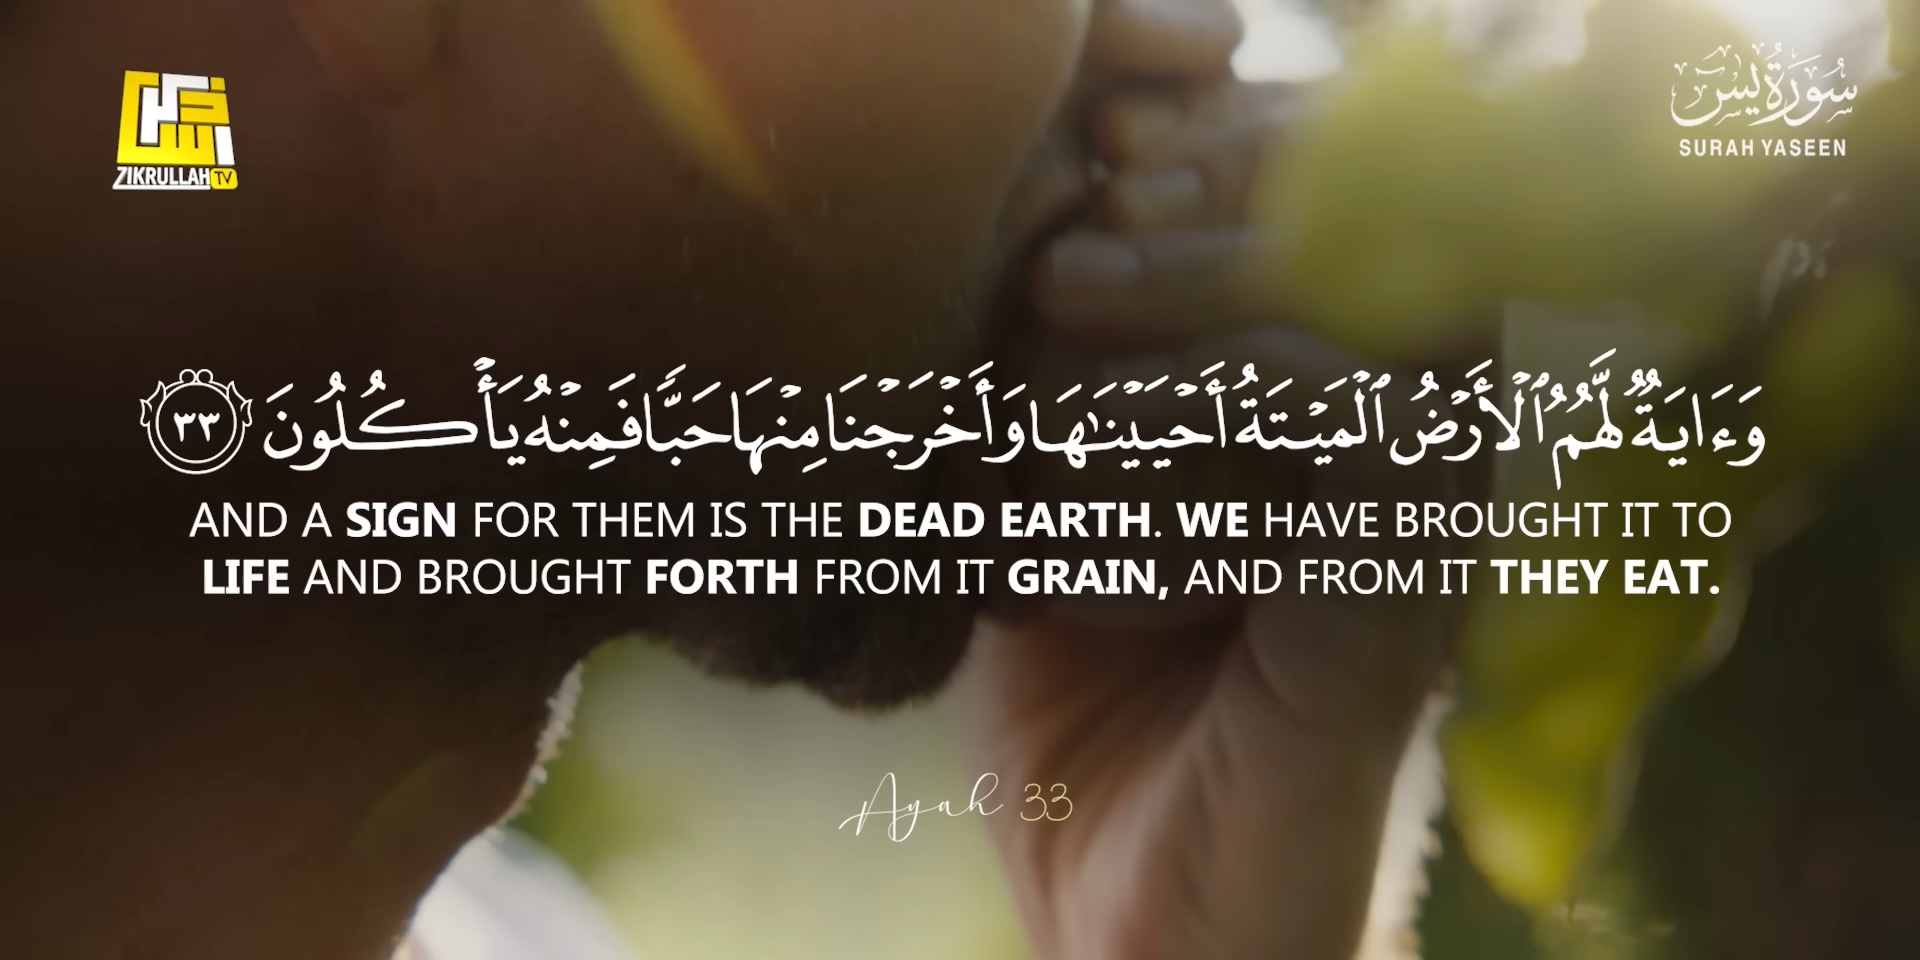 ZIKRULLAH TV
سُورَةُ يس
SURAH YASEEN
وَءَايَةٌ لَّهُمُ ٱلْأَرْضُ ٱلْمَيْتَةُ أَحْيَيْنَٰهَا وَأَخْرَجْنَا مِنْهَا حَبًّا فَمِنْهُ يَأْكُلُونَ ٣٣
AND A SIGN FOR THEM IS THE DEAD EARTH. WE HAVE BROUGHT IT TO
LIFE AND BROUGHT FORTH FROM IT GRAIN, AND FROM IT THEY EAT.
Ayah 33